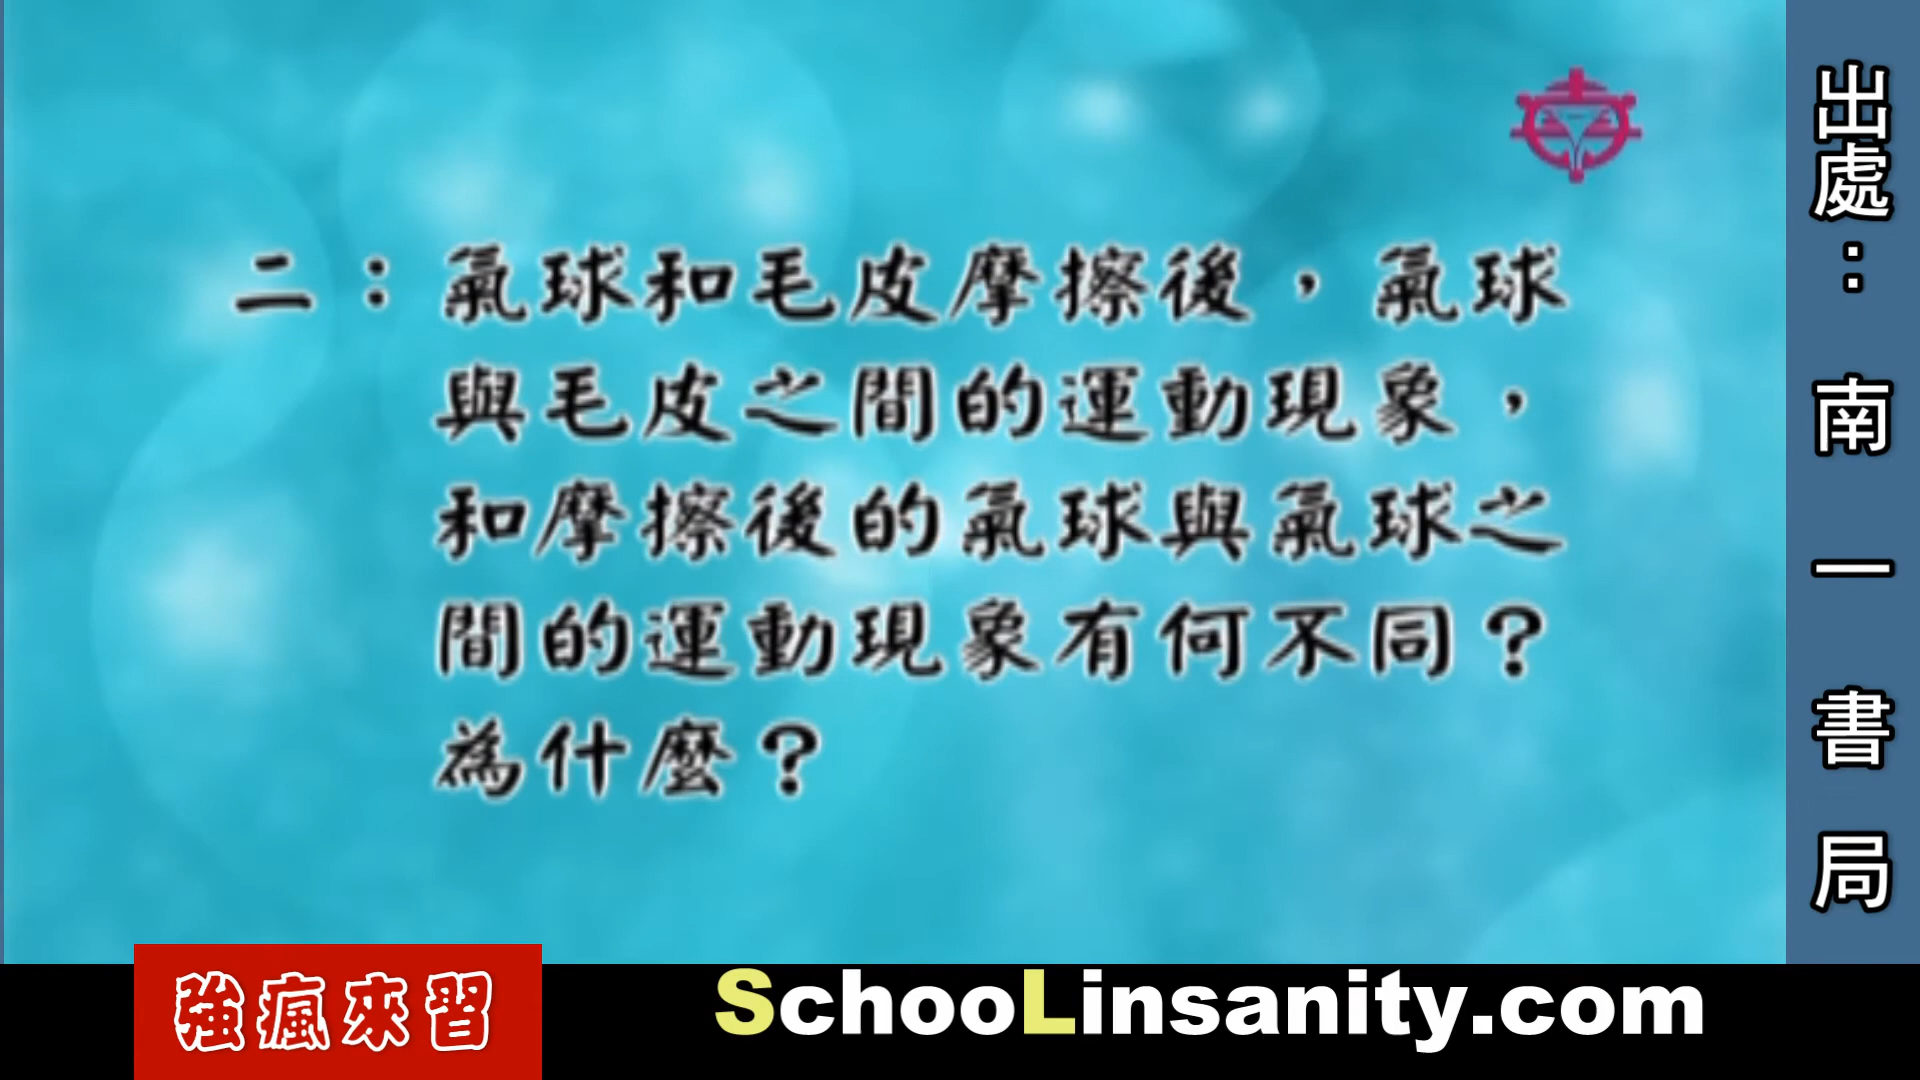 二：氣球和毛皮摩擦後，氣球
與毛皮之間的運動現象，
和摩擦後的氣球與氣球之
間的運動現象有何不同？
為什麼？
出處：南一書局
強瘋來習
SchooLinsanity.com